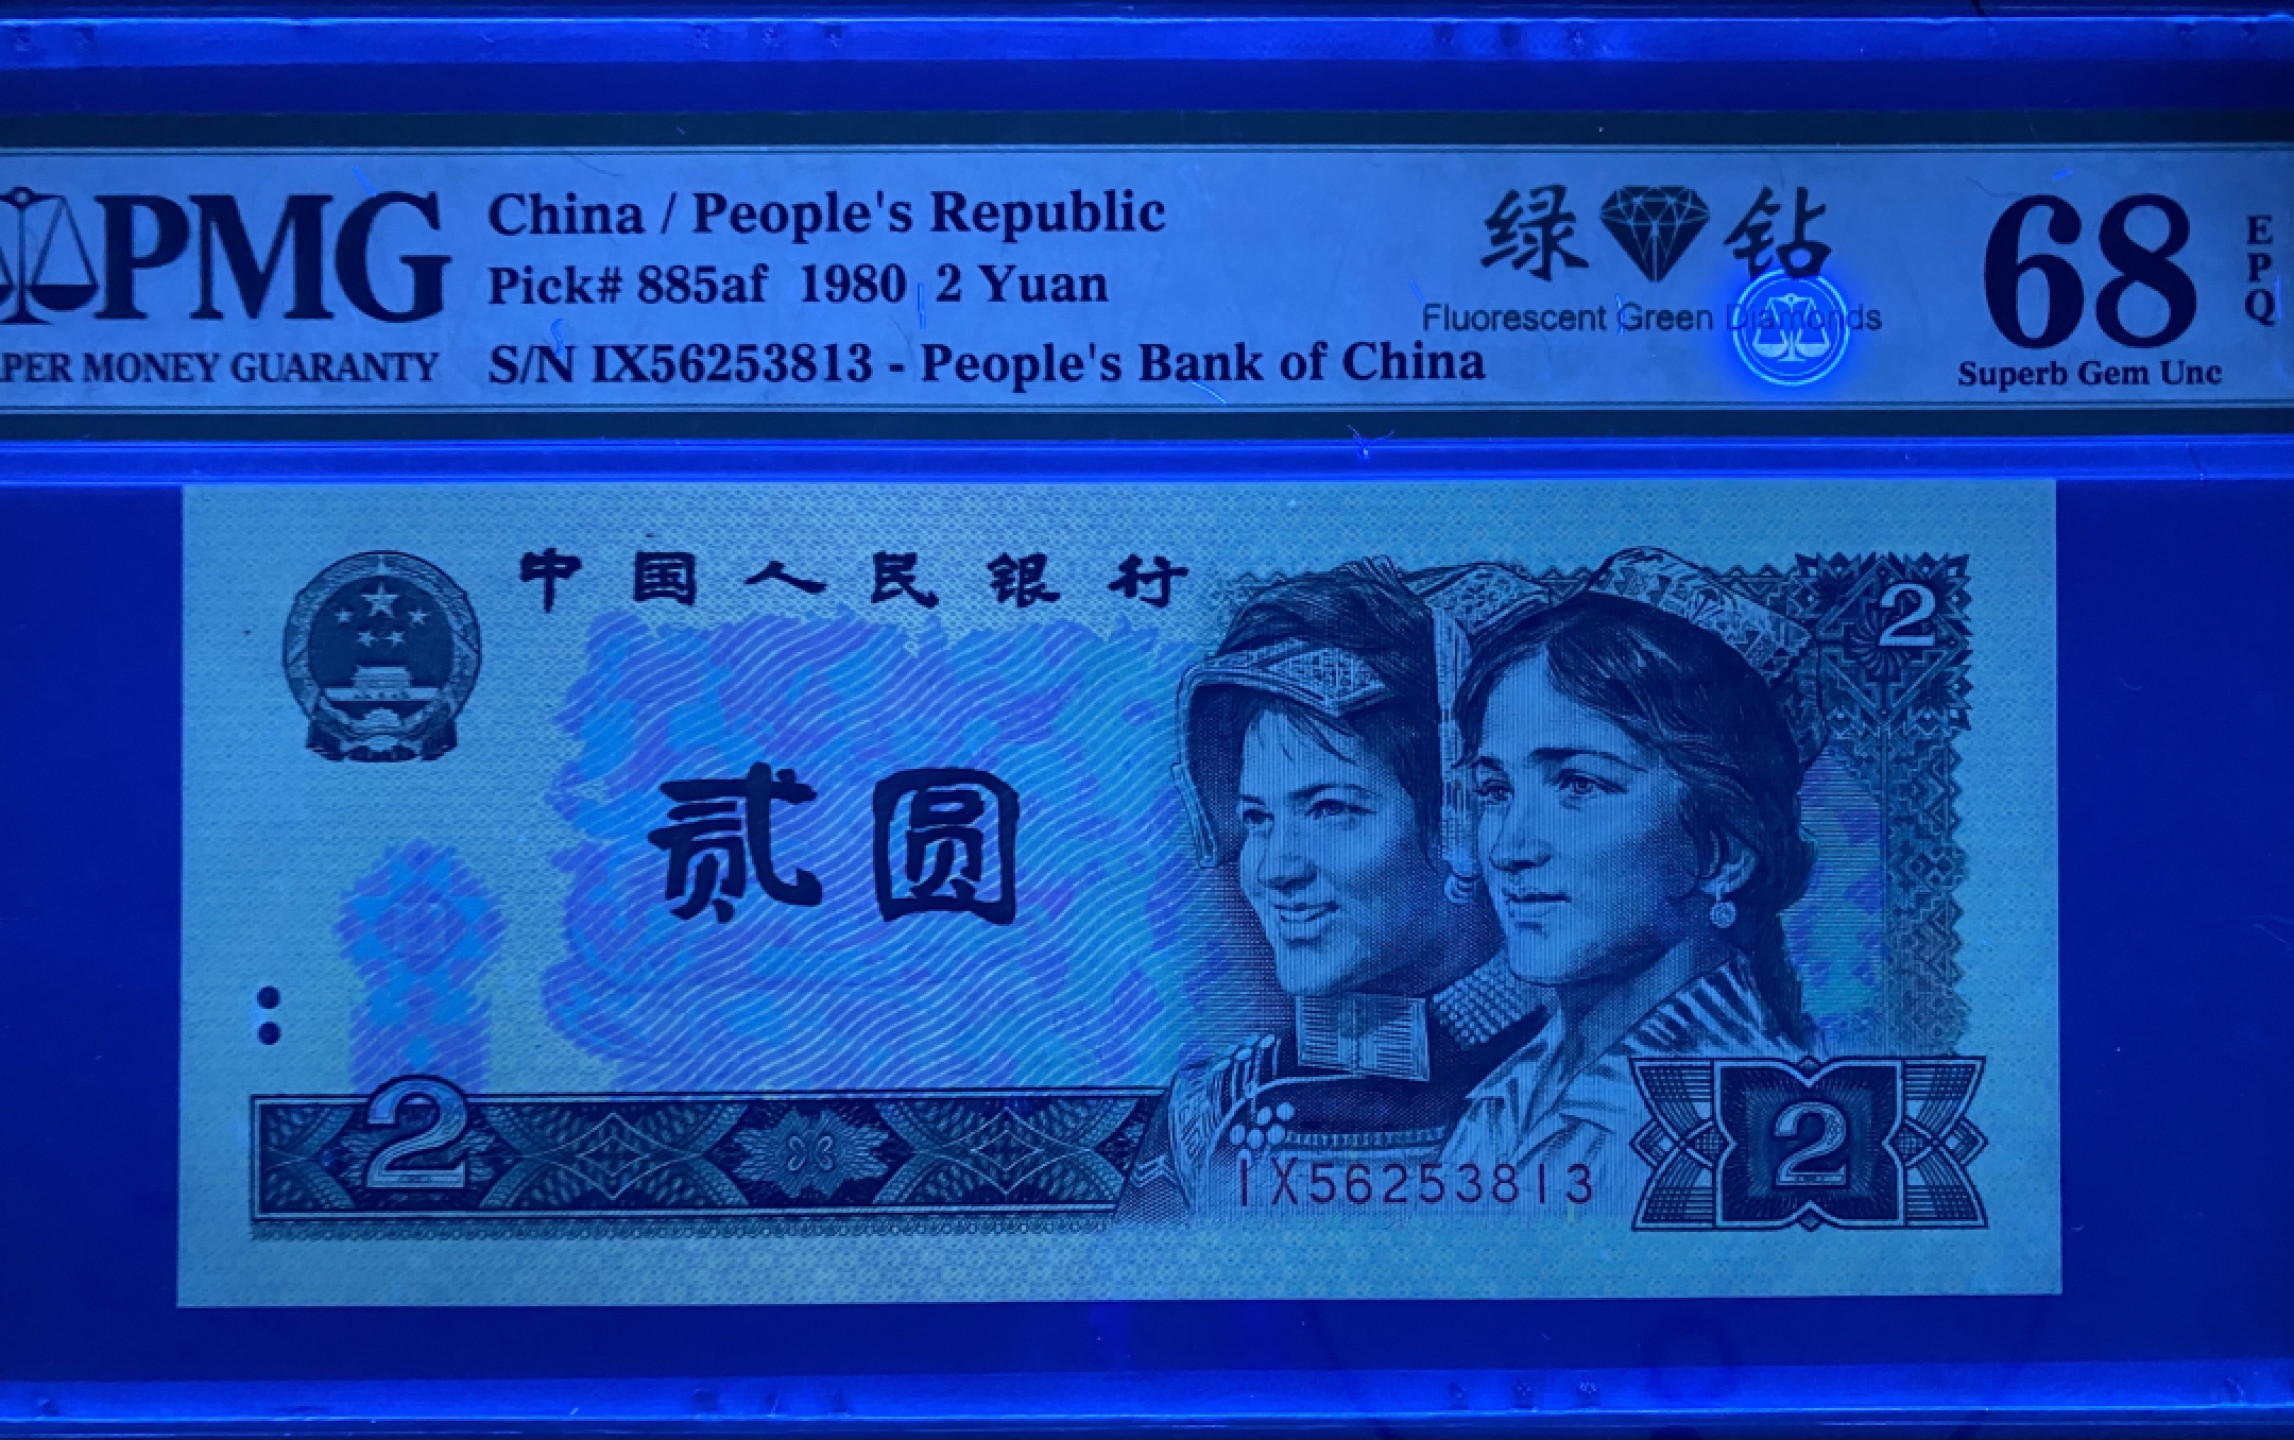 PMG
PER MONEY GUARANTY
China / People's Republic
Pick# 885af 1980 2 Yuan
S/N IX56253813 - People's Bank of China
绿钻
Fluorescent Green Diamonds
68
EPQ
Superb Gem Unc
中国人民银行
2
贰圆
2
IX56253813
2